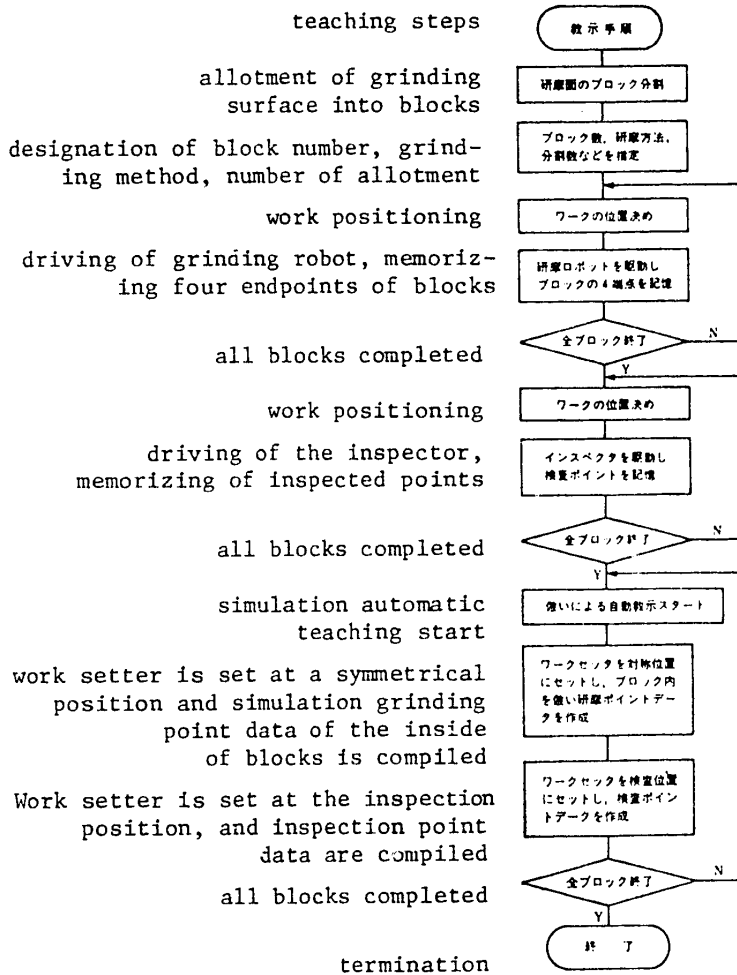 teaching steps
教示手順
allotment of grinding
surface into blocks
研摩面のブロック分割
designation of block number, grind-
ing method, number of allotment
ブロック数, 研摩方法,
分割数などを指定
work positioning
ワークの位置決め
driving of grinding robot, memoriz-
ing four endpoints of blocks
研摩ロボットを駆動し
ブロックの4端点を記憶
all blocks completed
全ブロック終了
N
Y
work positioning
ワークの位置決め
driving of the inspector,
memorizing of inspected points
インスペクタを駆動し
検査ポイントを記憶
all blocks completed
全ブロック終了
N
Y
simulation automatic
teaching start
倣いによる自動教示スタート
work setter is set at a symmetrical
position and simulation grinding
point data of the inside
of blocks is compiled
ワークセッタを対称位置
にセットし, ブロック内
を倣い研摩ポイントデー
タを作成
Work setter is set at the inspection
position, and inspection point
data are compiled
ワークセッタを検査位置
にセットし, 検査ポイン
トデータを作成
all blocks completed
全ブロック終了
N
Y
termination
終了